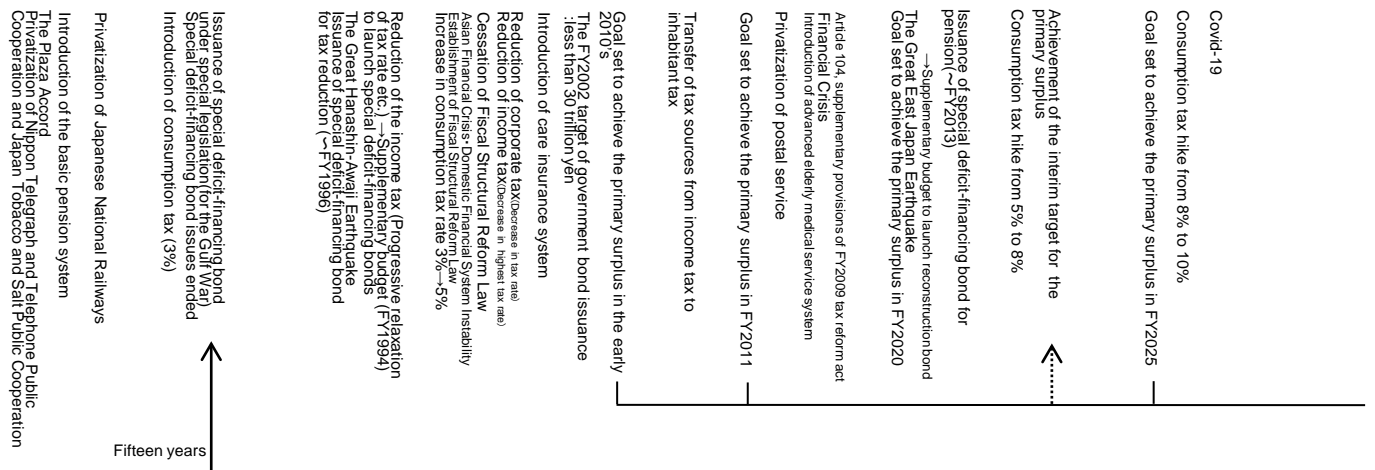 Covid-19
Consumption tax hike from 8% to 10%
Goal set to achieve the primary surplus in FY2025
Achievement of the interim target for the
primary surplus
Consumption tax hike from 5% to 8%
Issuance of special deficit-financing bond for
pension(～FY2013)
→Supplementary budget to launch reconstruction bond
The Great East Japan Earthquake
Goal set to achieve the primary surplus in FY2020
Article 104, supplementary provisions of FY2009 tax reform act
Financial Crisis
Introduction of advanced elderly medical service system
Privatization of postal service
Goal set to achieve the primary surplus in FY2011
Transfer of tax sources from income tax to
inhabitant tax
Goal set to achieve the primary surplus in the early
2010's
The FY2002 target of government bond issuance
:less than 30 trillion yen
Introduction of care insurance system
Reduction of corporate tax(Decrease in tax rate)
Reduction of income tax(Decrease in highest tax rate)
Cessation of Fiscal Structural Reform Law
Asian Financial Crisis・Domestic Financial System Instability
Establishment of Fiscal Structural Reform Law
Increase in consumption tax rate 3%→5%
Reduction of the income tax (Progressive relaxation
of tax rate etc.) →Supplementary budget (FY1994)
to launch special deficit-financing bonds
The Great Hanashin-Awaji Earthquake
Issuance of special deficit-financing bond
for tax reduction (～FY1996)
Issuance of special deficit-financing bond
under special legislation(for the Gulf War)
Special deficit-financing bond issues ended
Introduction of consumption tax (3%)
Privatization of Japanese National Railways
Introduction of the basic pension system
The Plaza Accord
Privatization of Nippon Telegraph and Telephone Public
Cooperation and Japan Tobacco and Salt Public Cooperation
Fifteen years